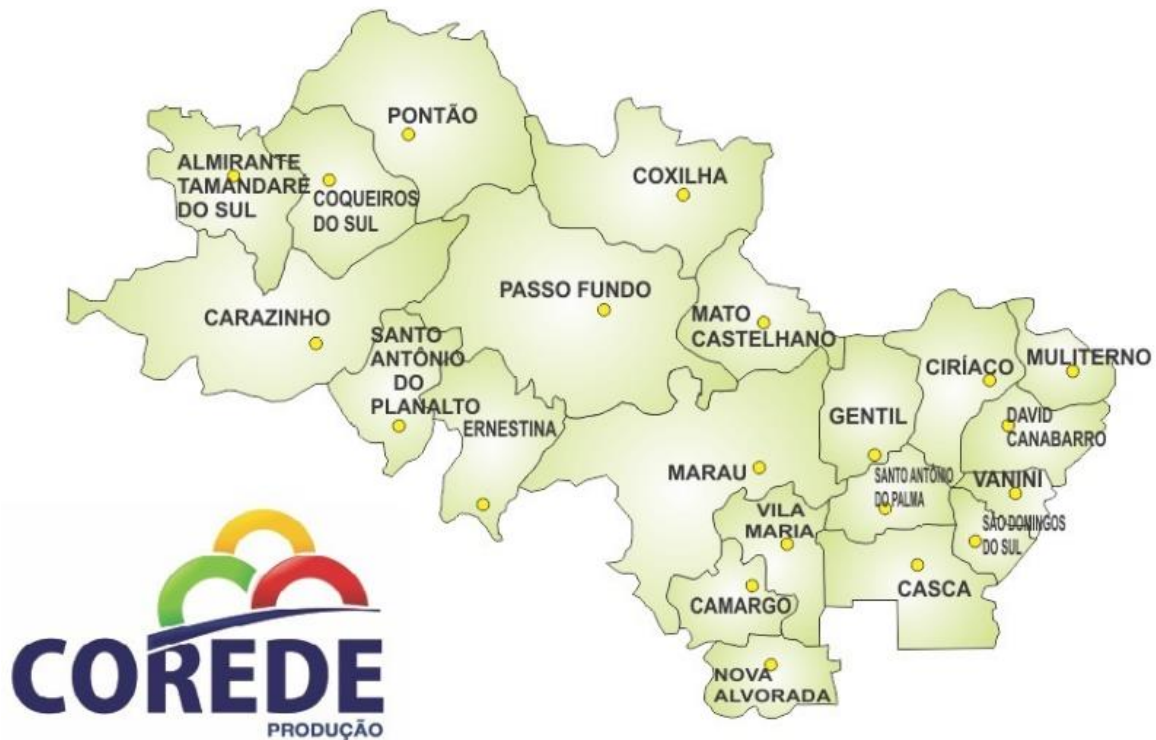 PONTÃO
ALMIRANTE
TAMANDARÉ
DO SUL
COQUEIROS
DO SUL
COXILHA
PASSO FUNDO
CARAZINHO
MATO
CASTELHANO
SANTO
ANTÔNIO
DO
PLANALTO
ERNESTINA
CIRÍACO
MULITERNO
GENTIL
DAVID
CANABARRO
MARAU
SANTO ANTÔNIO
DO PALMA
VANINI
VILA
MARIA
SÃO DOMINGOS
DO SUL
CAMARGO
CASCA
NOVA
ALVORADA
COREDE
PRODUÇÃO